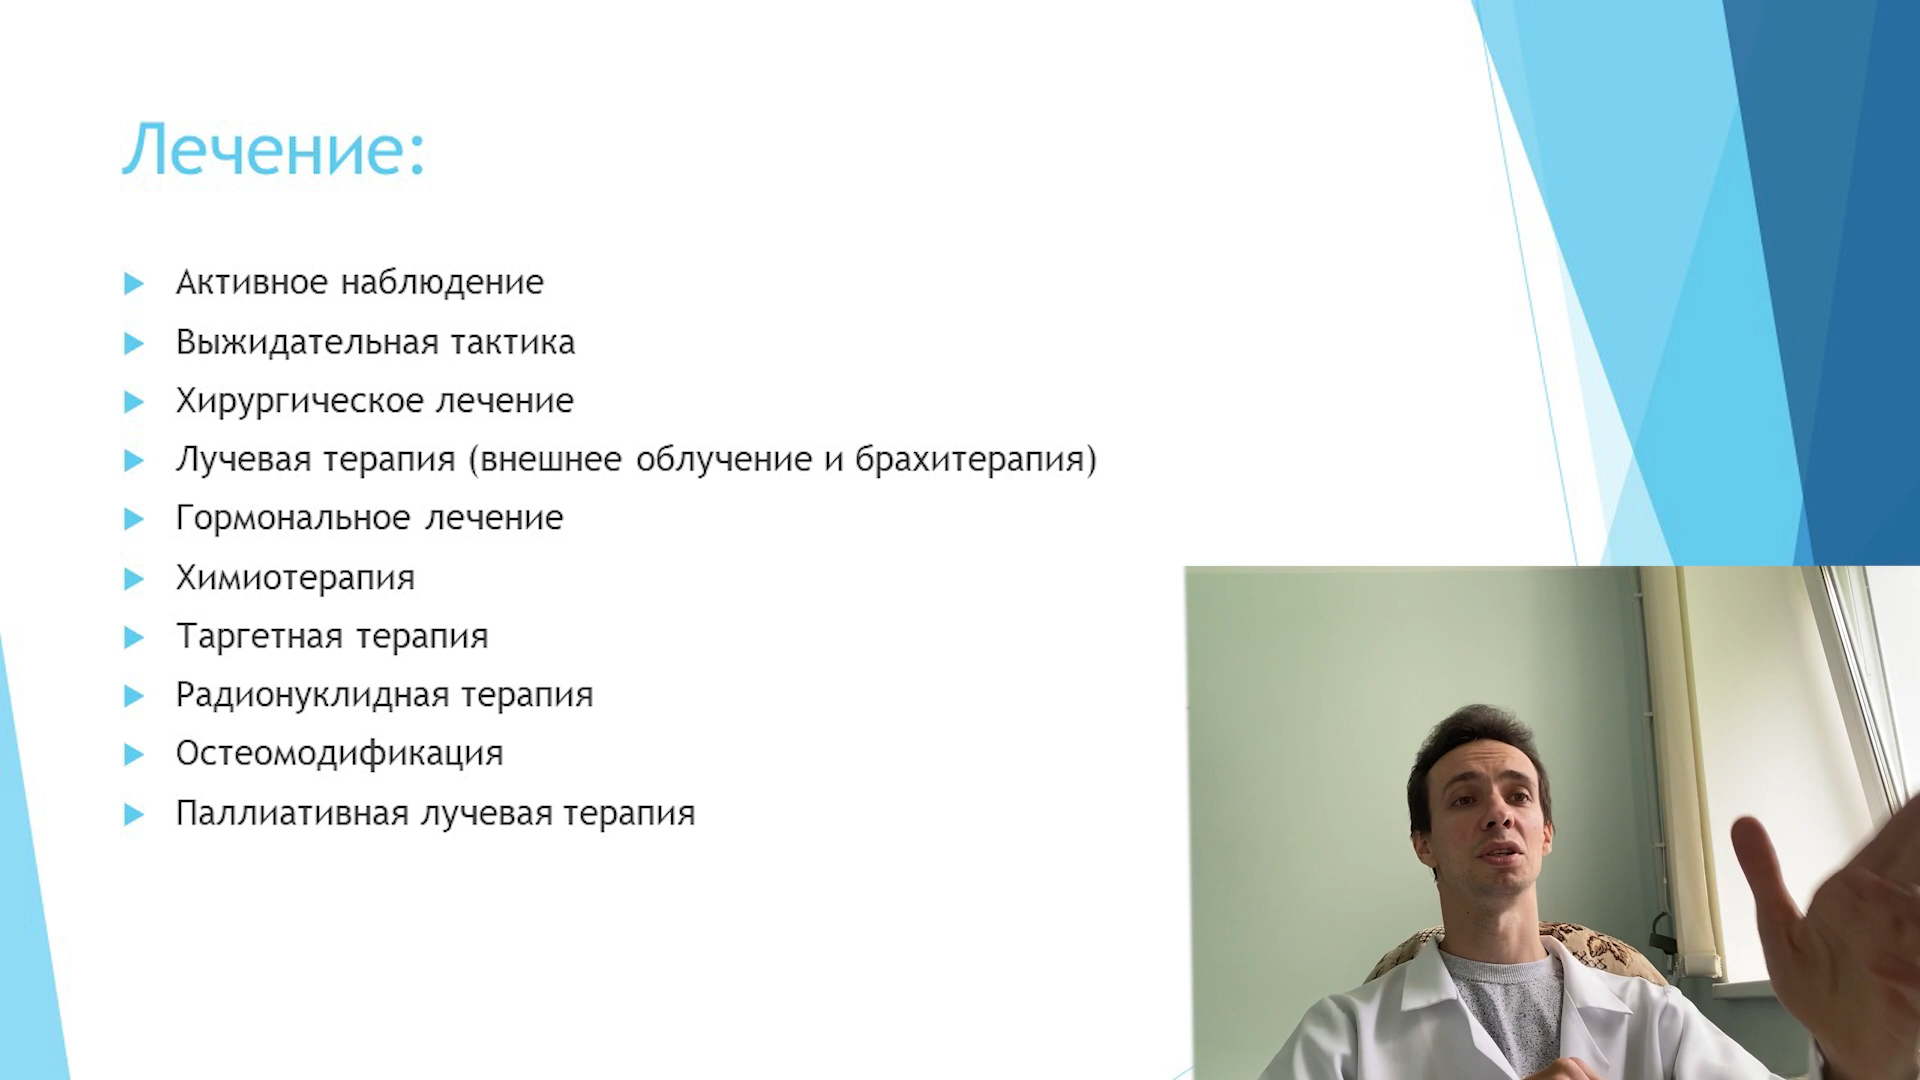 Лечение:
Активное наблюдение
Выжидательная тактика
Хирургическое лечение
Лучевая терапия (внешнее облучение и брахитерапия)
Гормональное лечение
Химиотерапия
Таргетная терапия
Радионуклидная терапия
Остеомодификация
Паллиативная лучевая терапия